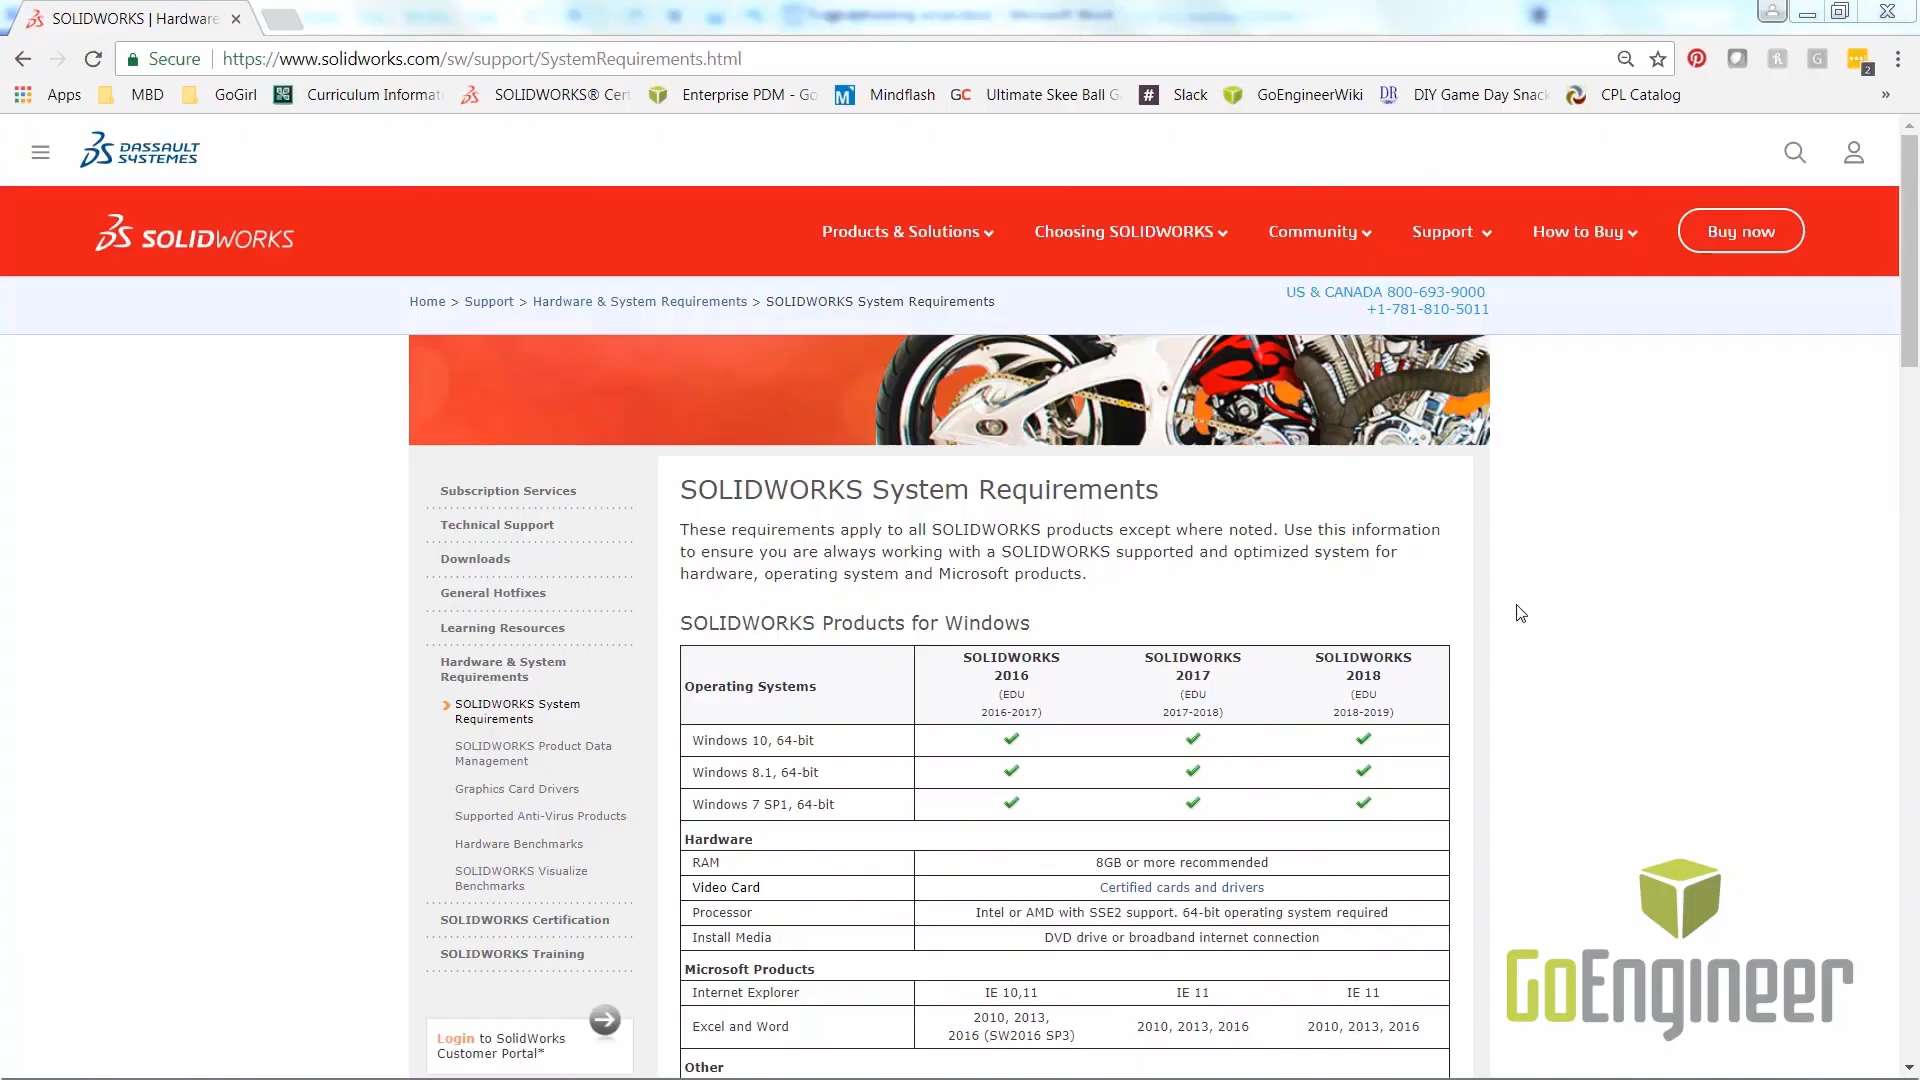 SOLIDWORKS | Hardware
Secure
https://www.solidworks.com/sw/support/SystemRequirements.html
2
Apps MBD GoGirl Curriculum Informat SOLIDWORKS® Cert Enterprise PDM - Go Mindflash Ultimate Skee Ball G Slack GoEngineerWiki DIY Game Day Snack CPL Catalog »
DASSAULT
SYSTEMES
SOLIDWORKS
Products & Solutions Choosing SOLIDWORKS Community Support How to Buy Buy now
Home > Support > Hardware & System Requirements > SOLIDWORKS System Requirements
US & CANADA 800-693-9000
+1-781-810-5011
Subscription Services
Technical Support
Downloads
General Hotfixes
Learning Resources
Hardware & System
Requirements
SOLIDWORKS System
Requirements
SOLIDWORKS Product Data
Management
Graphics Card Drivers
Supported Anti-Virus Products
Hardware Benchmarks
SOLIDWORKS Visualize
Benchmarks
SOLIDWORKS Certification
SOLIDWORKS Training
Login to SolidWorks
Customer Portal*
SOLIDWORKS System Requirements
These requirements apply to all SOLIDWORKS products except where noted. Use this information
to ensure you are always working with a SOLIDWORKS supported and optimized system for
hardware, operating system and Microsoft products.
SOLIDWORKS Products for Windows
Operating Systems
SOLIDWORKS
2016
(EDU
2016-2017)
SOLIDWORKS
2017
(EDU
2017-2018)
SOLIDWORKS
2018
(EDU
2018-2019)
Windows 10, 64-bit
Windows 8.1, 64-bit
Windows 7 SP1, 64-bit
Hardware
RAM 8GB or more recommended
Video Card Certified cards and drivers
Processor Intel or AMD with SSE2 support. 64-bit operating system required
Install Media DVD drive or broadband internet connection
Microsoft Products
Internet Explorer IE 10,11 IE 11 IE 11
Excel and Word
2010, 2013,
2016 (SW2016 SP3)
2010, 2013, 2016
2010, 2013, 2016
Other
GoEngineer